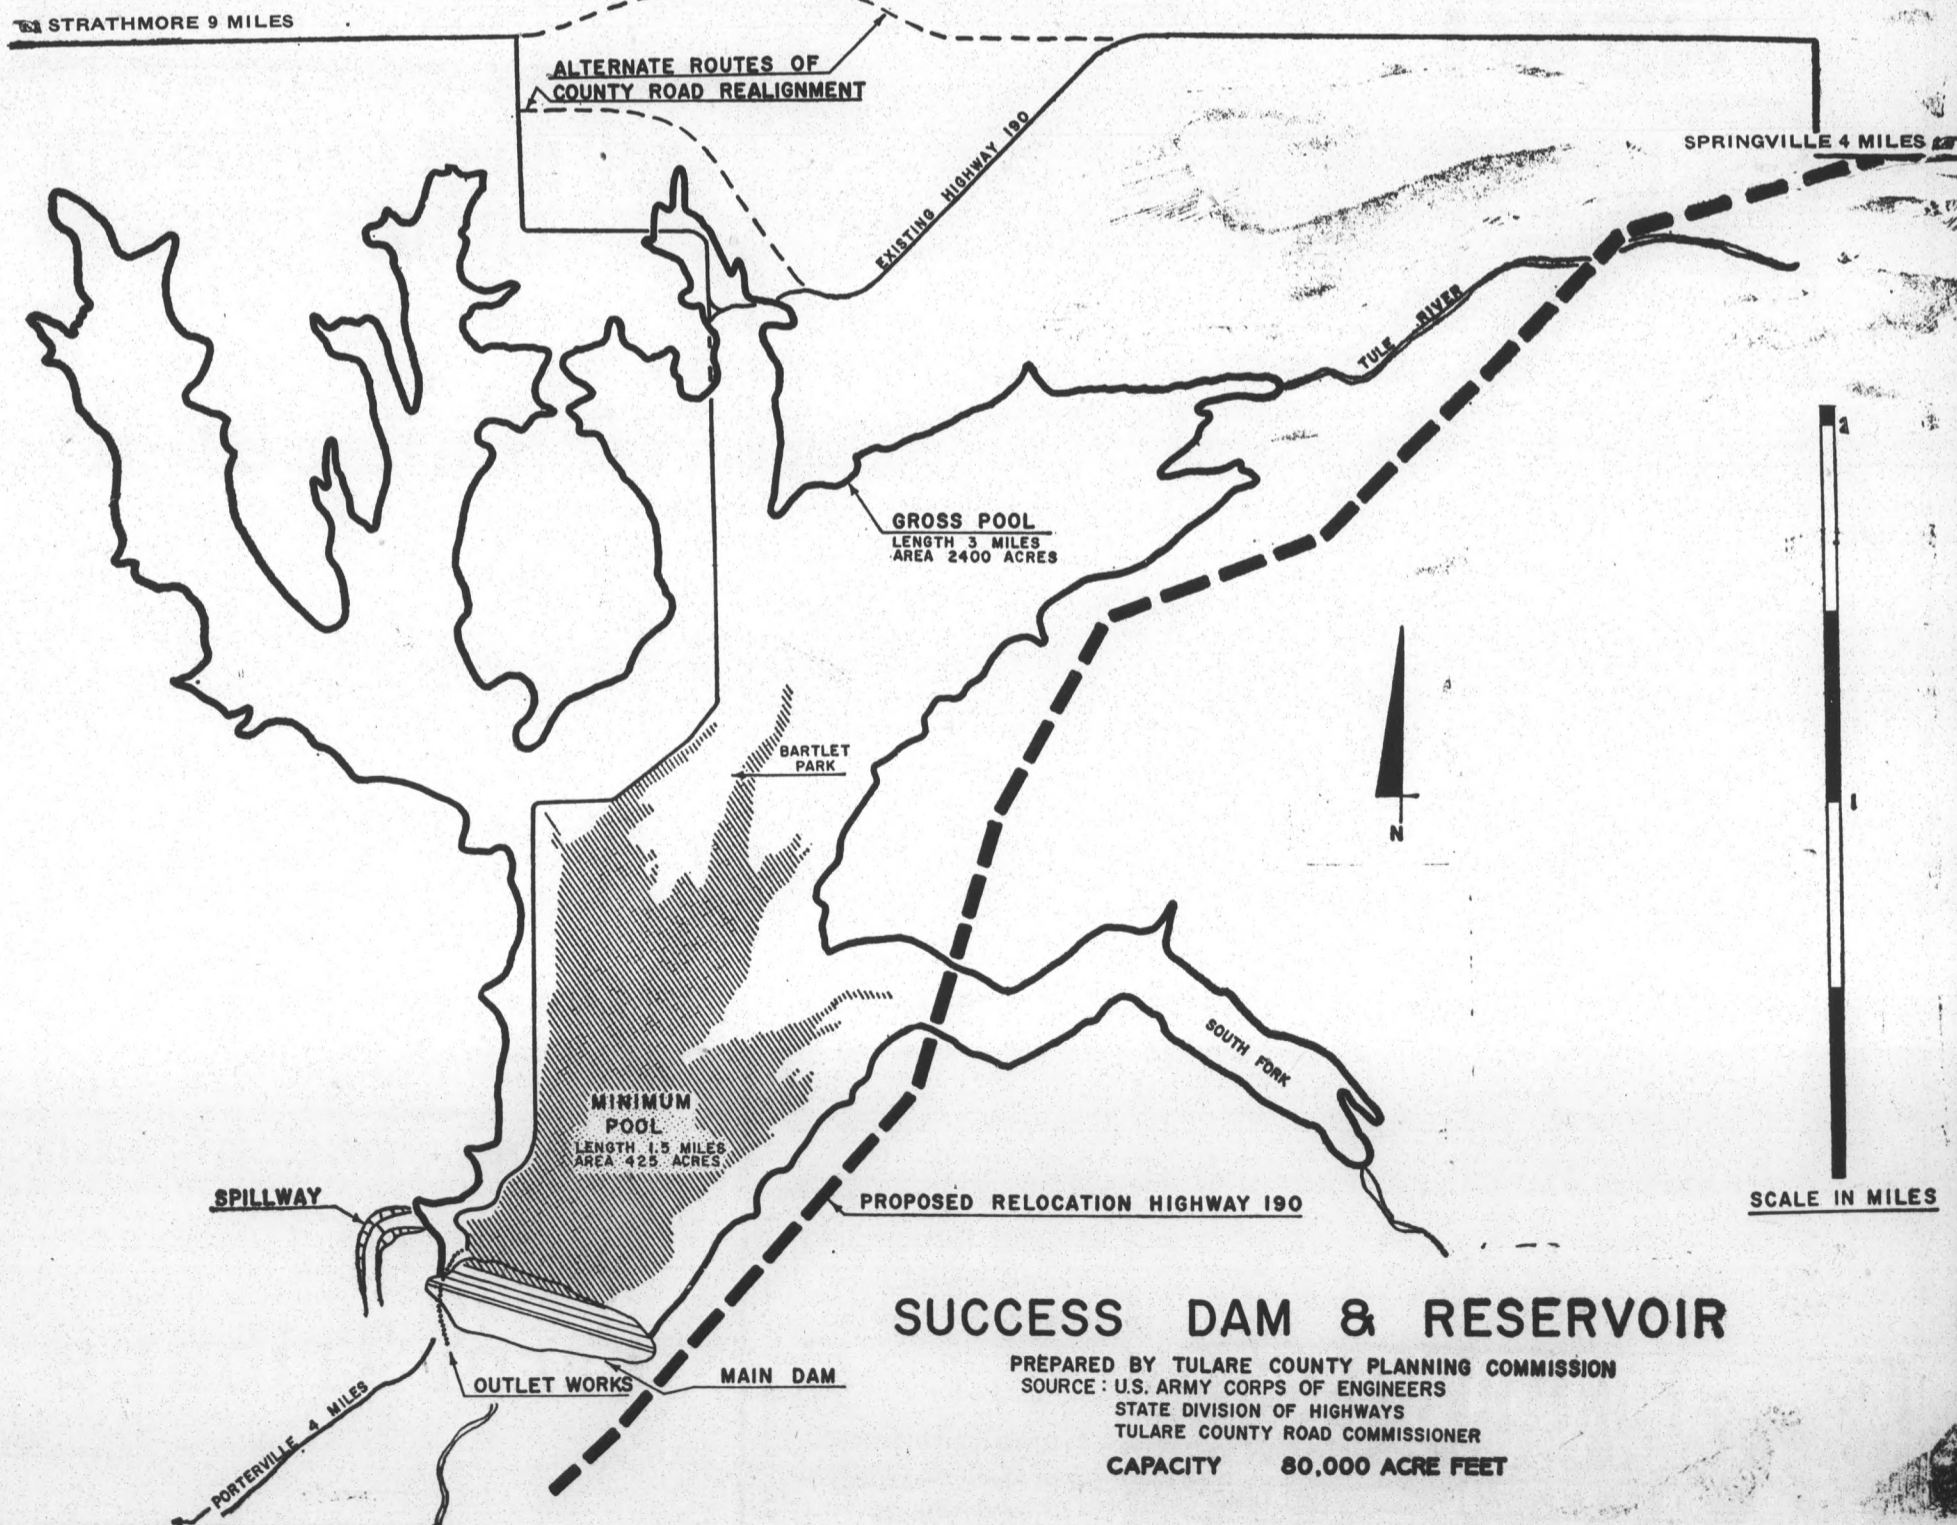 STRATHMORE 9 MILES
ALTERNATE ROUTES OF
COUNTY ROAD REALIGNMENT
EXISTING HIGHWAY 190
SPRINGVILLE 4 MILES
TULE RIVER
2
GROSS POOL
LENGTH 3 MILES
AREA 2400 ACRES
BARTLET
PARK
1
N
SOUTH FORK
MINIMUM
POOL
LENGTH 1.5 MILES
AREA 425 ACRES
SPILLWAY
PROPOSED RELOCATION HIGHWAY 190
SCALE IN MILES
SUCCESS DAM & RESERVOIR
PREPARED BY TULARE COUNTY PLANNING COMMISSION
SOURCE : U.S. ARMY CORPS OF ENGINEERS
STATE DIVISION OF HIGHWAYS
TULARE COUNTY ROAD COMMISSIONER
CAPACITY 80,000 ACRE FEET
MAIN DAM
OUTLET WORKS
PORTERVILLE 4 MILES